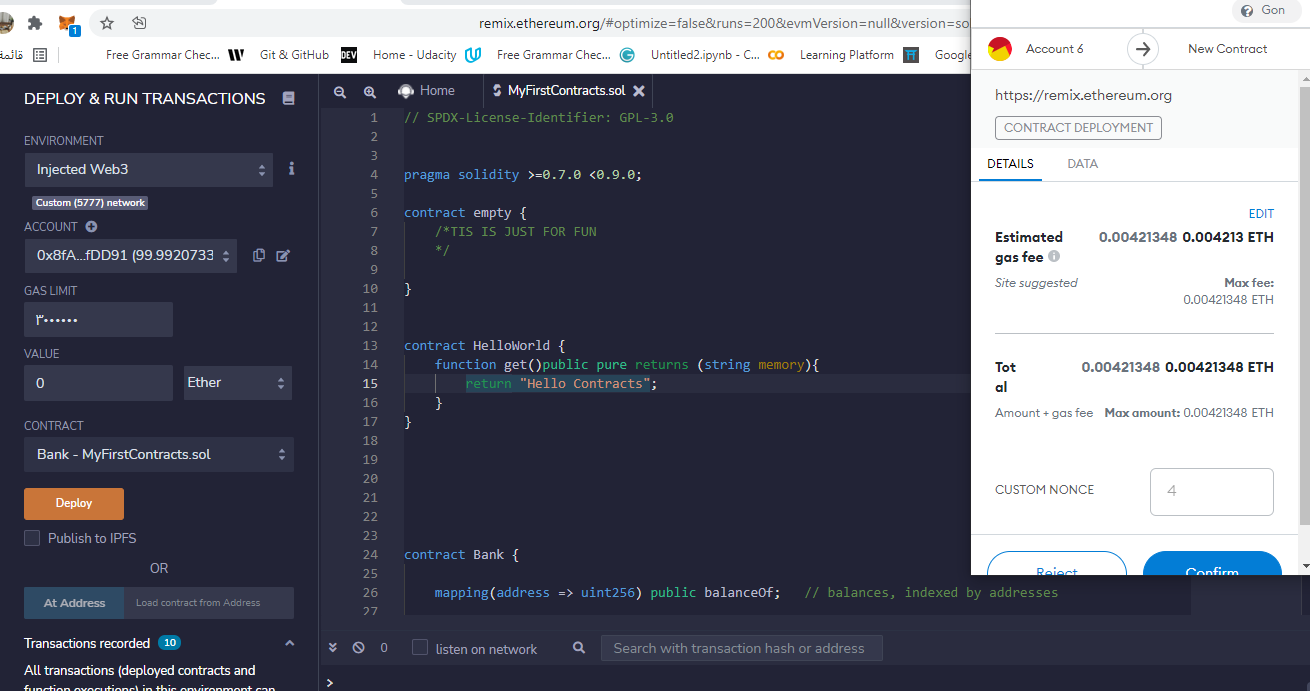 1
remix.ethereum.org/#optimize=false&runs=200&evmVersion=null&version=so
قائمة
Free Grammar Chec...
Git & GitHub
DEV
Home - Udacity
Free Grammar Chec...
Untitled2.ipynb - C...
Learning Platform
Google
DEPLOY & RUN TRANSACTIONS
ENVIRONMENT
Injected Web3
Custom (5777) network
ACCOUNT
0x8fA...fDD91 (99.9920733
GAS LIMIT
٣٠٠٠٠٠٠
VALUE
0
Ether
CONTRACT
Bank - MyFirstContracts.sol
Deploy
Publish to IPFS
OR
At Address
Load contract from Address
Transactions recorded 10
All transactions (deployed contracts and
function executions) in this environment can
Home
MyFirstContracts.sol
1 // SPDX-License-Identifier: GPL-3.0
2
3
4 pragma solidity >=0.7.0 <0.9.0;
5
6 contract empty {
7 /*TIS IS JUST FOR FUN
8 */
9
10 }
11
12
13 contract HelloWorld {
14 function get()public pure returns (string memory){
15 return "Hello Contracts";
16 }
17 }
18
19
20
21
22
23
24 contract Bank {
25
26 mapping(address => uint256) public balanceOf; // balances, indexed by addresses
27
0
listen on network
Search with transaction hash or address
>
Gon
Account 6
New Contract
https://remix.ethereum.org
CONTRACT DEPLOYMENT
DETAILS
DATA
EDIT
Estimated
gas fee
0.00421348 0.004213 ETH
Site suggested
Max fee:
0.00421348 ETH
Tot
al
0.00421348 0.00421348 ETH
Amount + gas fee
Max amount: 0.00421348 ETH
CUSTOM NONCE
4
Reject
Confirm